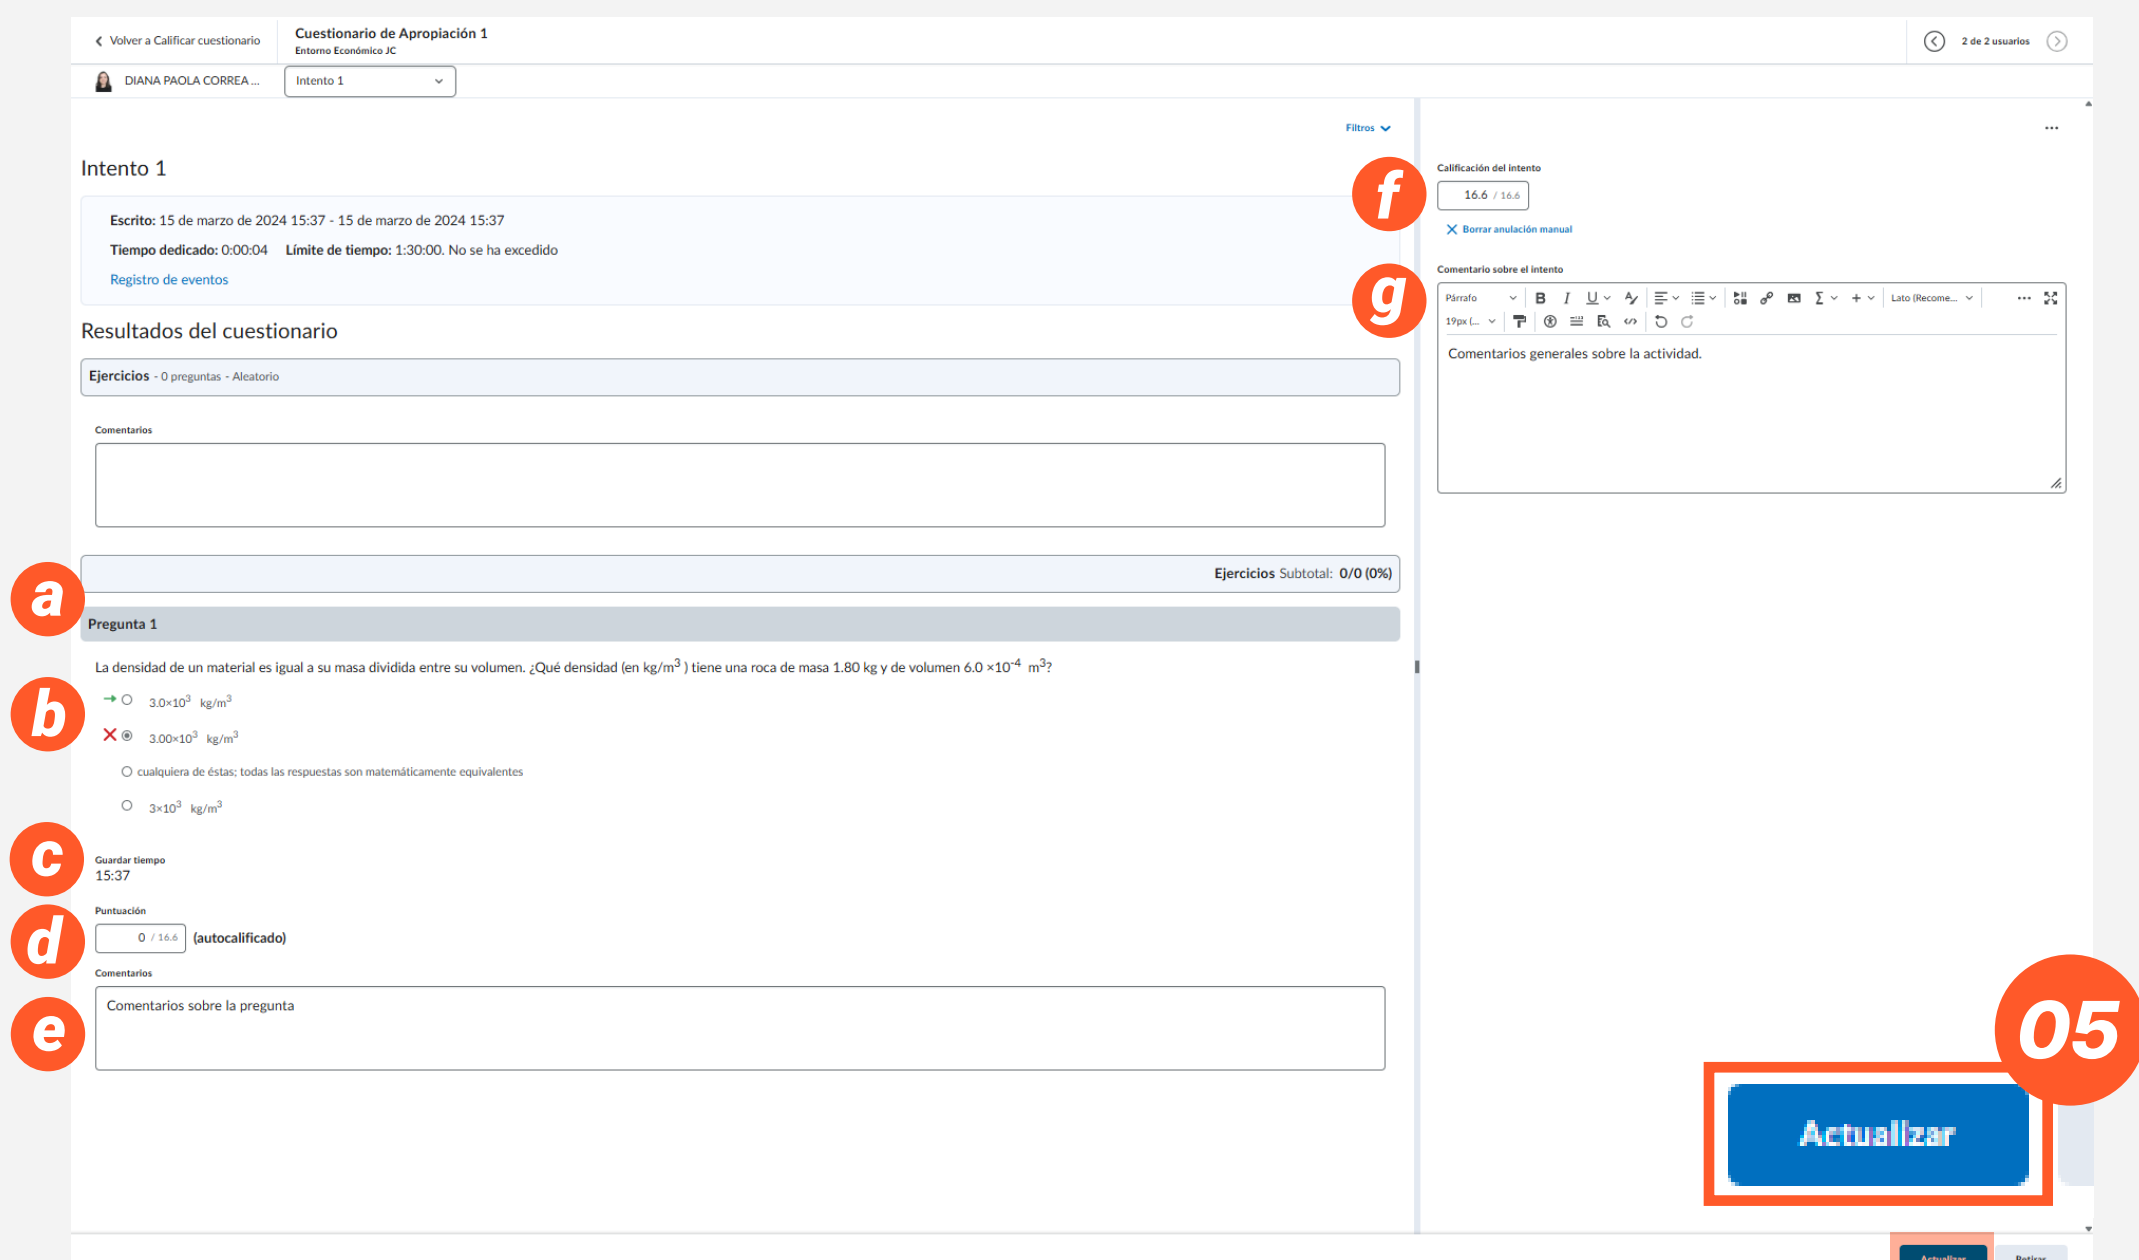 Volver a Calificar cuestionario
Cuestionario de Apropiación 1
Entorno Económico JC
2 de 2 usuarios
DIANA PAOLA CORREA ...
Intento 1
Filtros
Intento 1
Escrito: 15 de marzo de 2024 15:37 - 15 de marzo de 2024 15:37
Tiempo dedicado: 0:00:04 Límite de tiempo: 1:30:00. No se ha excedido
Registro de eventos
Resultados del cuestionario
Ejercicios - 0 preguntas - Aleatorio
Comentarios
a
Ejercicios Subtotal: 0/0 (0%)
Pregunta 1
La densidad de un material es igual a su masa dividida entre su volumen. ¿Qué densidad (en kg/m³ ) tiene una roca de masa 1.80 kg y de volumen 6.0 ×10⁻⁴ m³?
b
3.0×10³ kg/m³
3.00×10³ kg/m³
cualquiera de éstas; todas las respuestas son matemáticamente equivalentes
3×10³ kg/m³
c
Guardar tiempo
15:37
d
Puntuación
0 / 16.6 (autocalificado)
Comentarios
e
Comentarios sobre la pregunta
f
Calificación del intento
16.6 / 16.6
Borrar anulación manual
g
Comentario sobre el intento
Párrafo B I U Lato (Recome... ...
19px (...
Comentarios generales sobre la actividad.
05
Actualizar
Actualizar Retirar